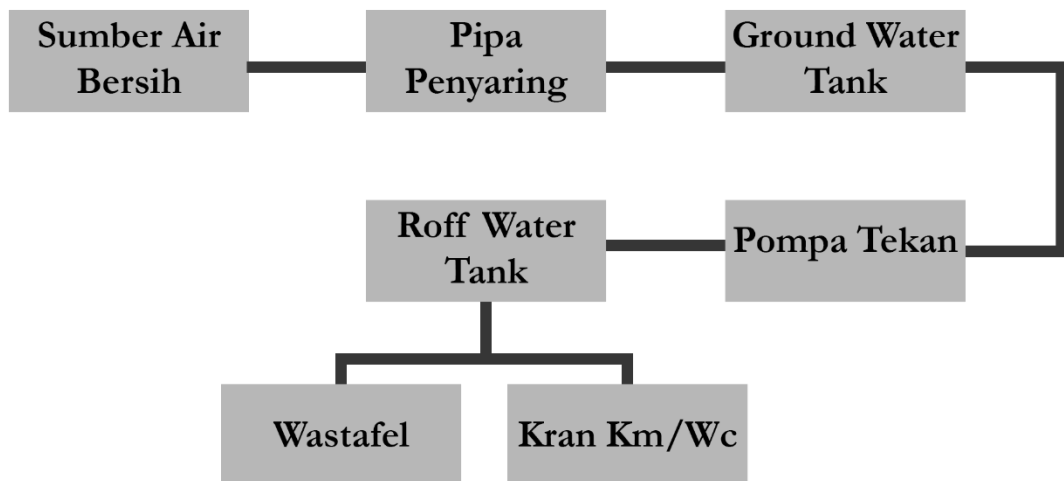 Sumber Air
Bersih
Pipa
Penyaring
Ground Water
Tank
Roff Water
Tank
Pompa Tekan
Wastafel
Kran Km/Wc